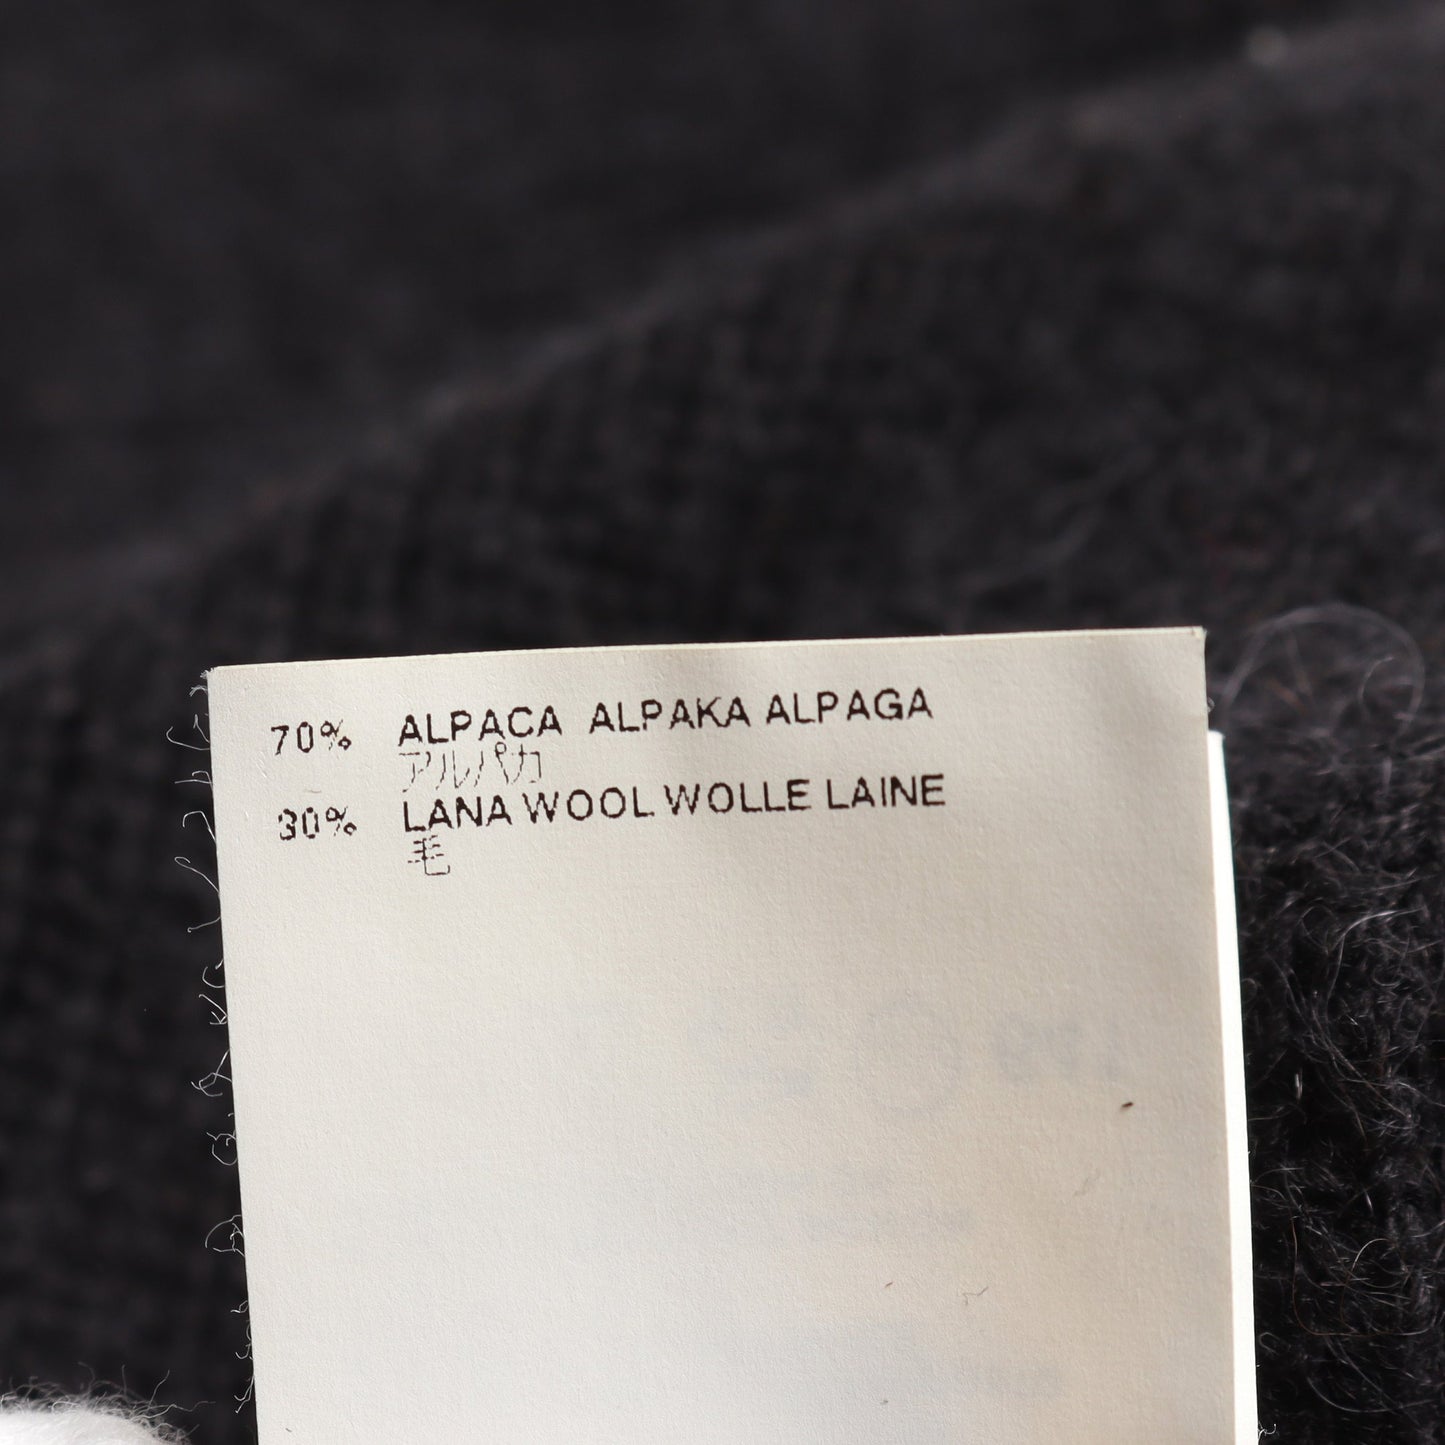 70% ALPACA ALPAKA ALPAGA
アルパカ
30% LANA WOOL WOLLE LAINE
毛